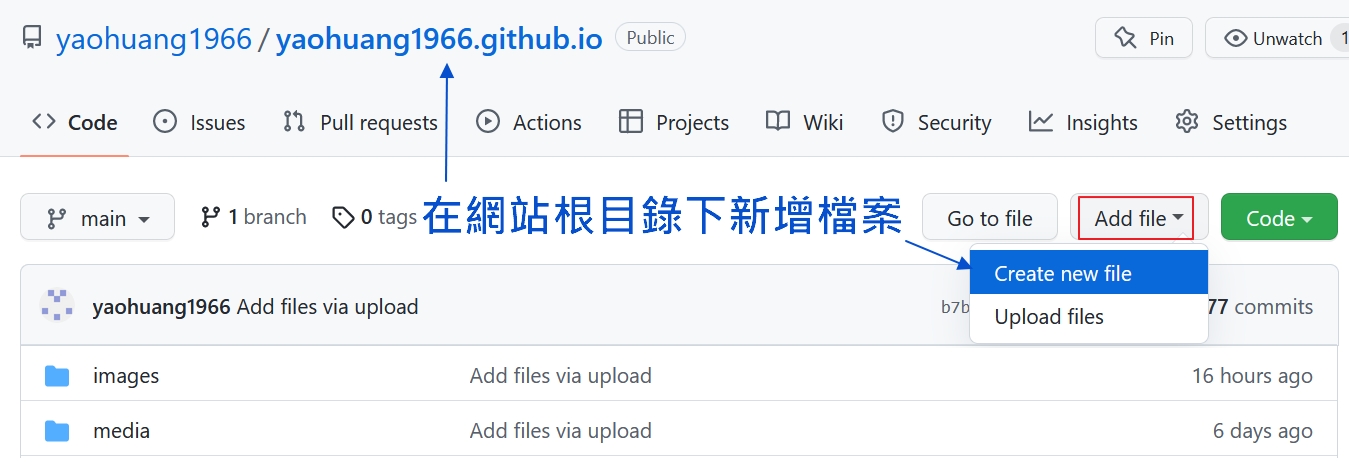 yaohuang1966 / yaohuang1966.github.io Public Pin Unwatch 1
Code Issues Pull requests Actions Projects Wiki Security Insights Settings
main 1 branch 0 tags 在網站根目錄下新增檔案 Go to file Add file Code
Create new file
yaohuang1966 Add files via upload b7b 77 commits
Upload files
images Add files via upload 16 hours ago
media Add files via upload 6 days ago